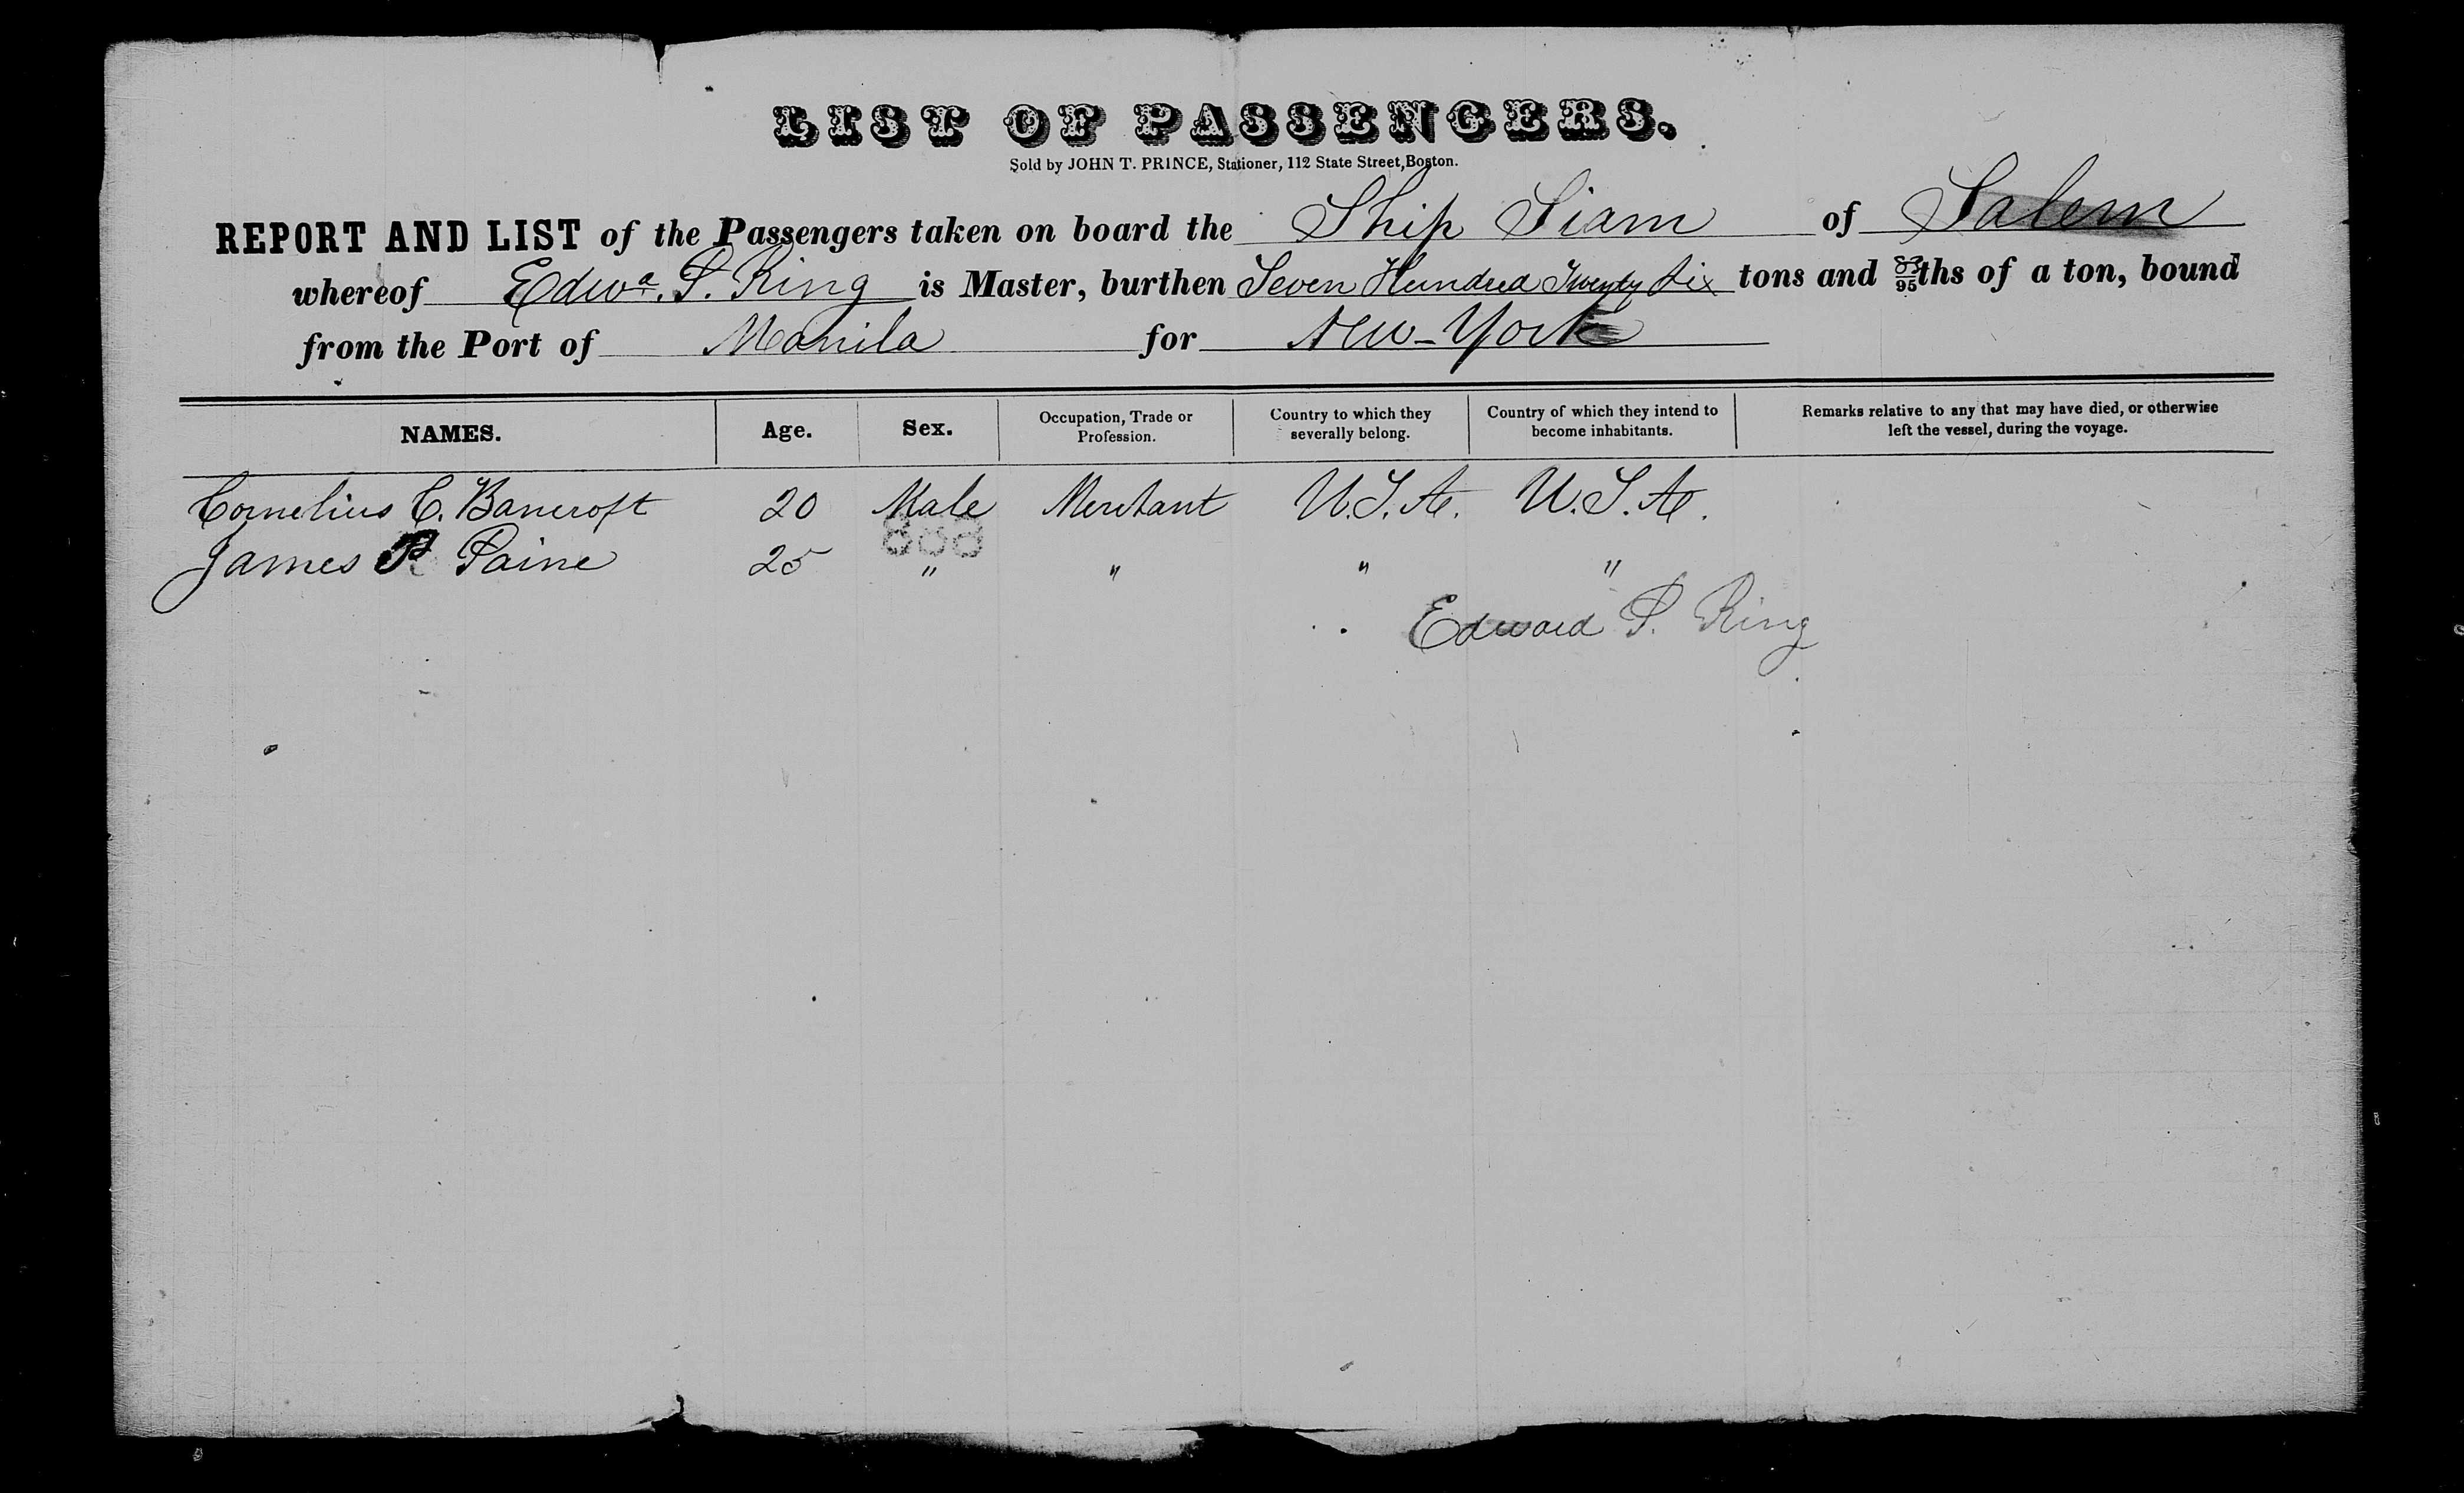 LIST OF PASSENGERS.
Sold by JOHN T. PRINCE, Stationer, 112 State Street, Boston.
REPORT AND LIST of the Passengers taken on board the Ship Siam of Salem
whereof Edwd. P. Ring is Master, burthen Seven Hundred Twenty Six tons and 83/95ths of a ton, bound
from the Port of Manila for New-York
NAMES. Age. Sex. Occupation, Trade or Profession. Country to which they severally belong. Country of which they intend to become inhabitants. Remarks relative to any that may have died, or otherwise left the vessel, during the voyage.
Cornelius C. Bancroft 20 Male Merchant U.S.A. U.S.A.
808
James P. Paine 25 " " " "
Edward P. Ring